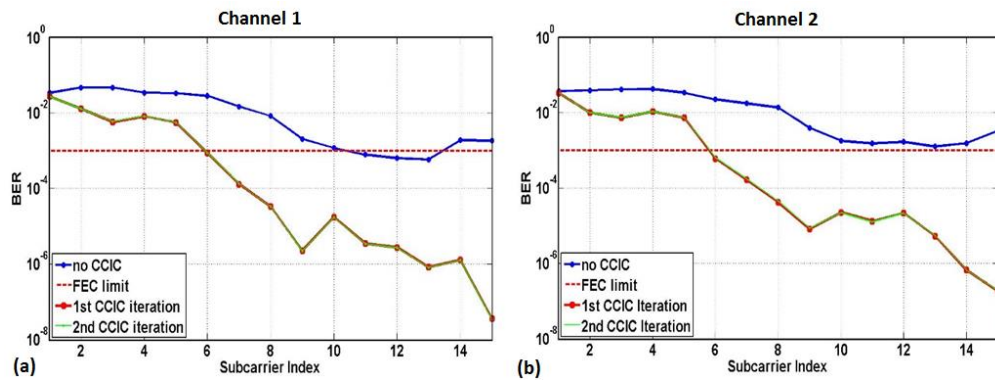 Channel 1
10^0
10^-2
10^-4
10^-6
10^-8
BER
no CCIC
FEC limit
1st CCIC iteration
2nd CCIC iteration
2 4 6 8 10 12 14
Subcarrier Index
(a)
Channel 2
10^0
10^-2
10^-4
10^-6
10^-8
BER
no CCIC
FEC limit
1st CCIC Iteration
2nd CCIC Iteration
2 4 6 8 10 12 14
Subcarrier Index
(b)